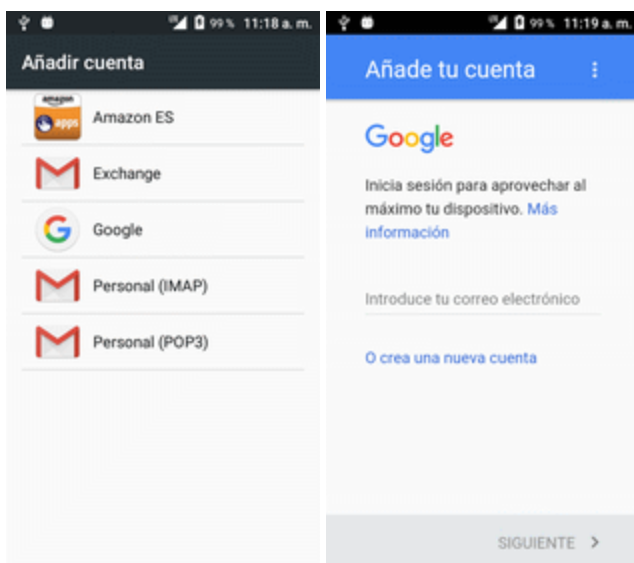 99% 11:18 a. m.
Añadir cuenta
amazon
apps
Amazon ES
Exchange
Google
Personal (IMAP)
Personal (POP3)
99% 11:19 a. m.
Añade tu cuenta
Google
Inicia sesión para aprovechar al
máximo tu dispositivo. Más
información
Introduce tu correo electrónico
O crea una nueva cuenta
SIGUIENTE